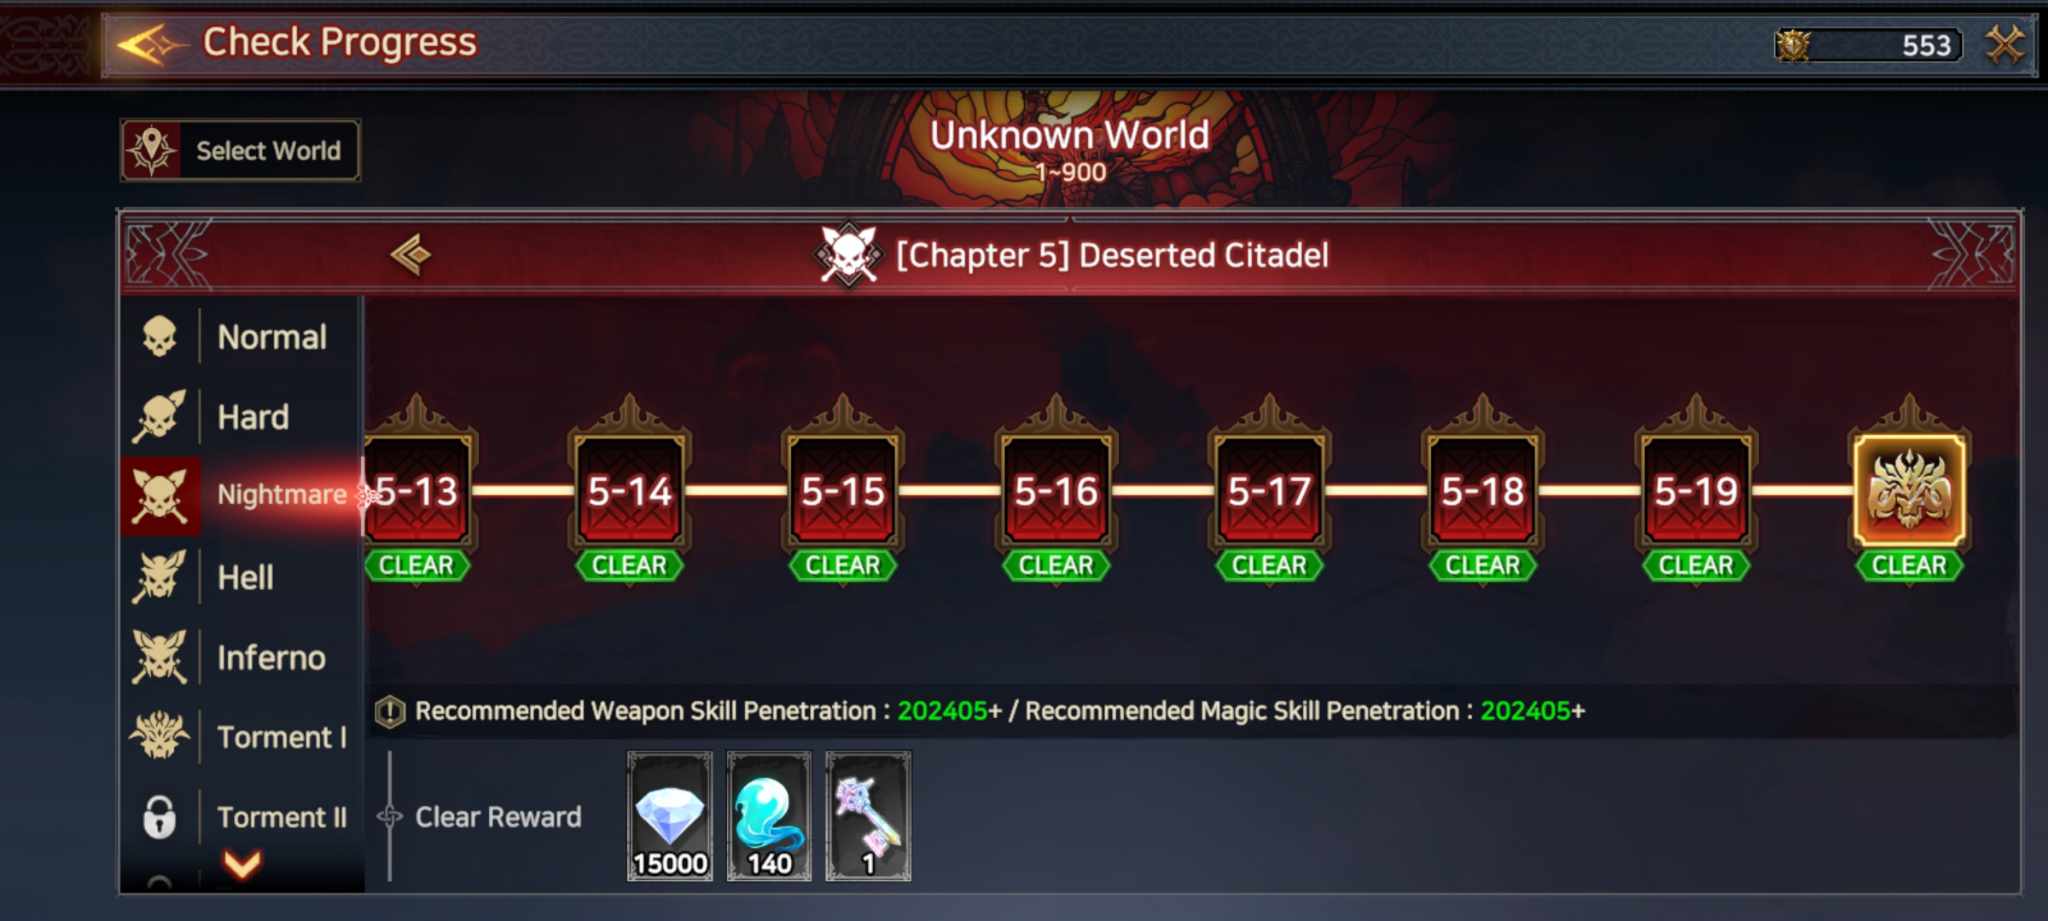 Check Progress
553
Select World
Unknown World
1~900
[Chapter 5] Deserted Citadel
Normal
Hard
Nightmare
Hell
Inferno
Torment I
Torment II
5-13
5-14
5-15
5-16
5-17
5-18
5-19
CLEAR
CLEAR
CLEAR
CLEAR
CLEAR
CLEAR
CLEAR
CLEAR
Recommended Weapon Skill Penetration : 202405+ / Recommended Magic Skill Penetration : 202405+
Clear Reward
15000
140
1